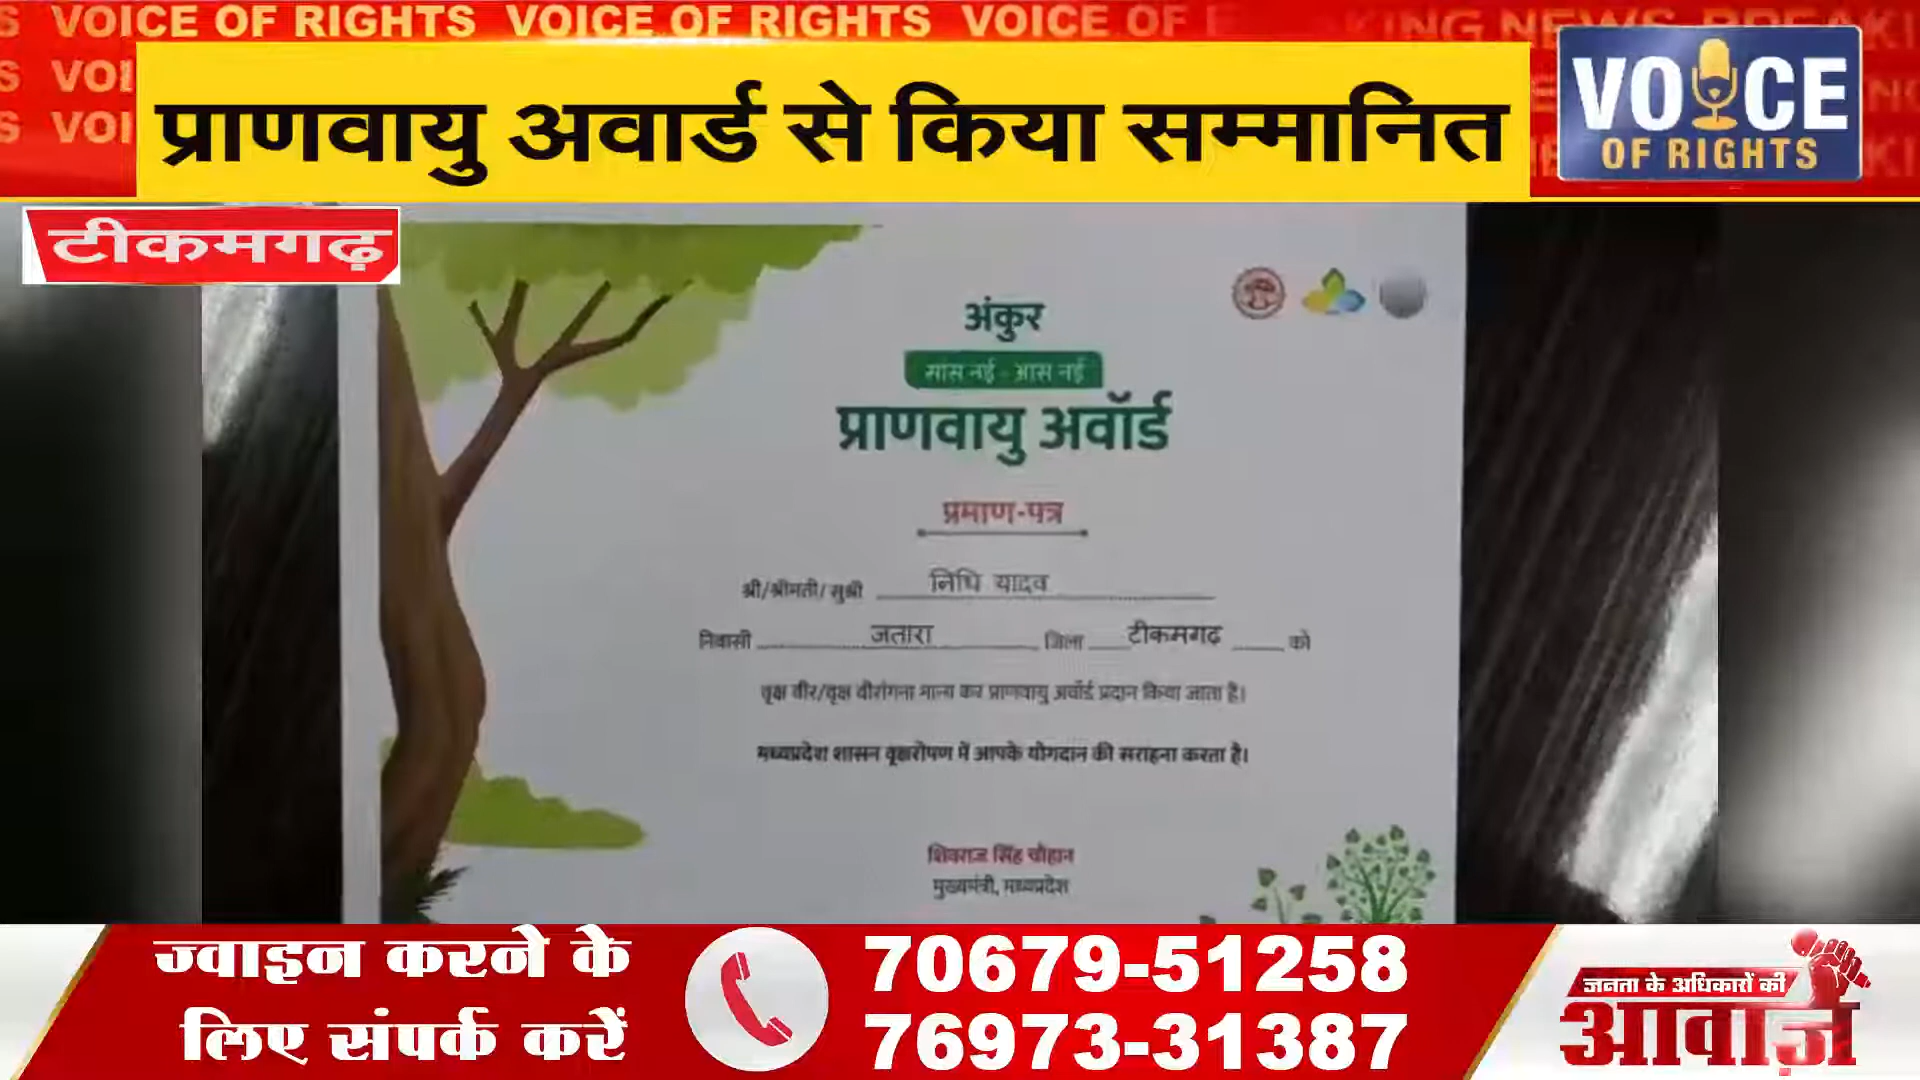 VOICE OF RIGHTS VOICE OF RIGHTS VOICE OF
प्राणवायु अवार्ड से किया सम्मानित
VOICE
OF RIGHTS
टीकमगढ़
अंकुर
सांस नई - आस नई
प्राणवायु अवॉर्ड
प्रमाण-पत्र
श्री/श्रीमती/सुश्री निधि यादव
निवासी जतारा जिला टीकमगढ़ को
वृक्ष वीर/वृक्ष वीरांगना मान्य कर प्राणवायु अवॉर्ड प्रदान किया जाता है।
मध्यप्रदेश शासन वृक्षरोपण में आपके योगदान की सराहना करता है।
शिवराज सिंह चौहान
मुख्यमंत्री, मध्यप्रदेश
ज्वाइन करने के
लिए संपर्क करें
70679-51258
76973-31387
जनता के अधिकारों की
आवाज़